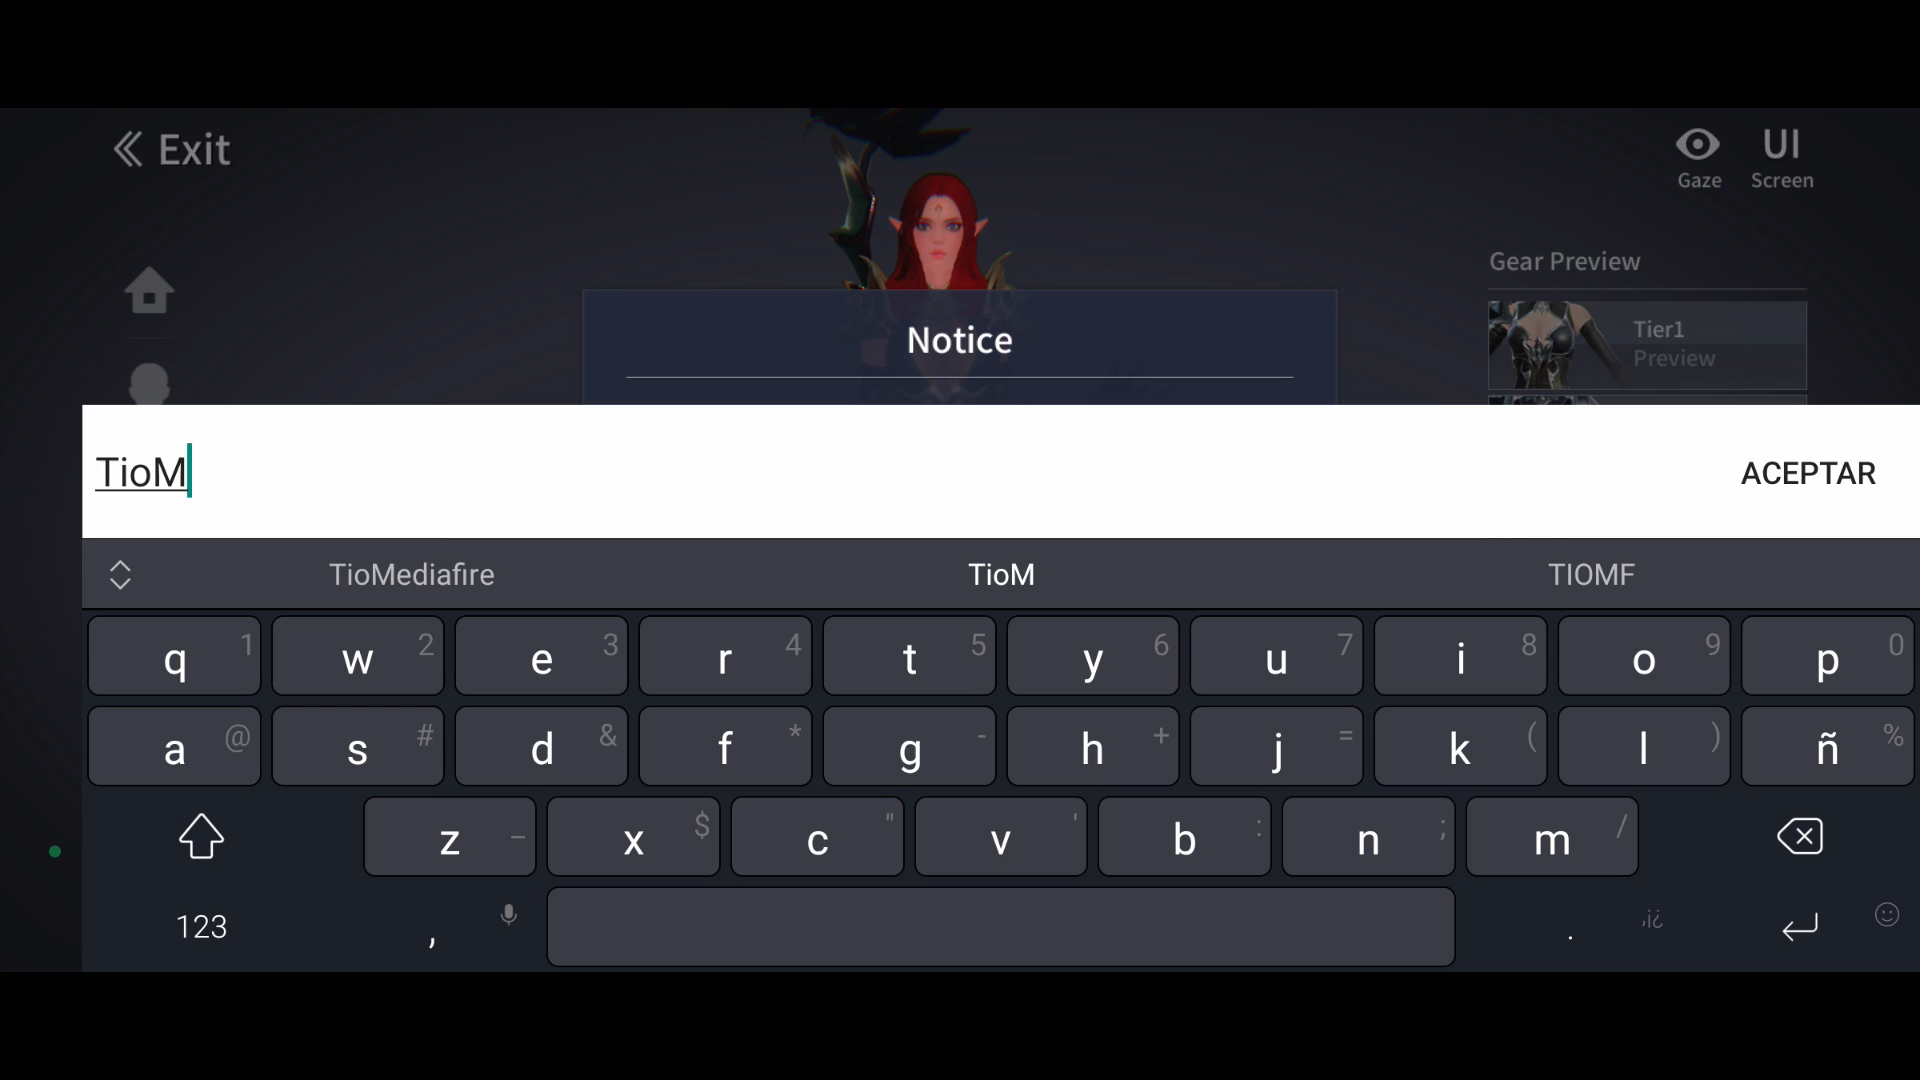 Exit
UI
Gaze Screen
Gear Preview
Tier1
Preview
Notice
TioM
ACEPTAR
TioMediafire TioM TIOMF
q 1 w 2 e 3 r 4 t 5 y 6 u 7 i 8 o 9 p 0
a @ s # d & f * g - h + j = k ( l ) ñ %
z _ x $ c " v ' b : n ; m /
123 , . ,¡¿